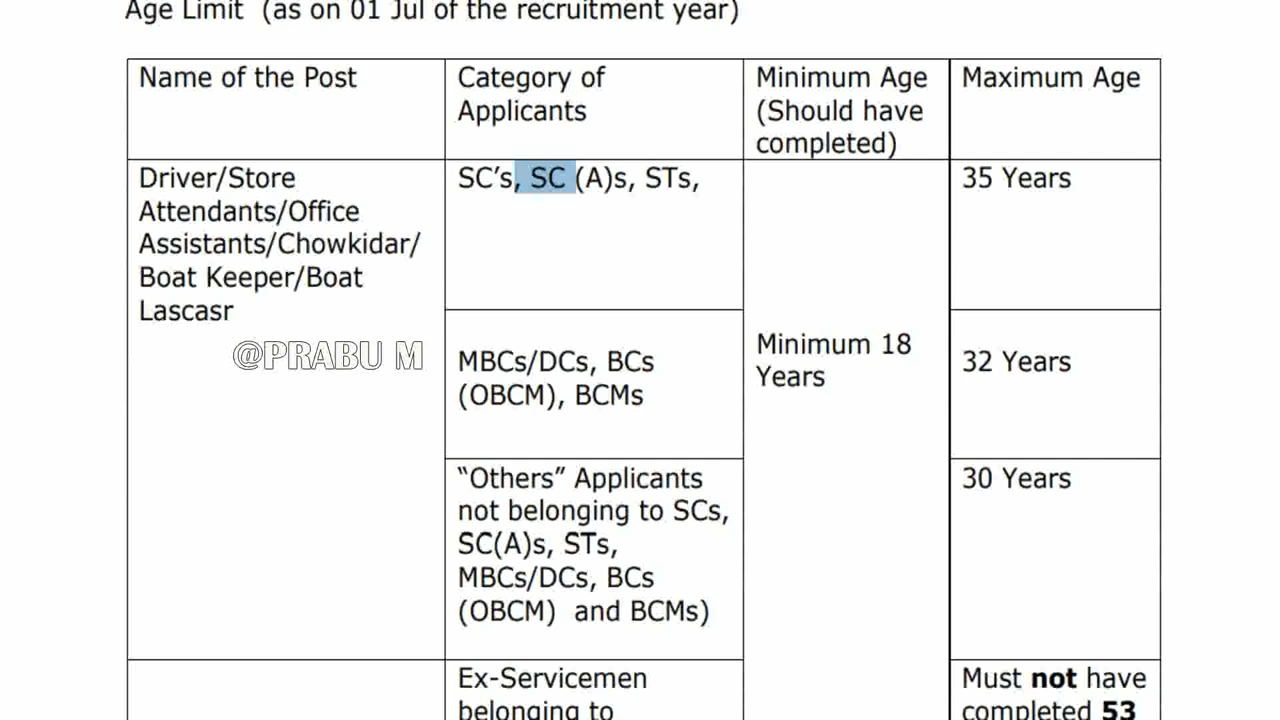 Age Limit (as on 01 Jul of the recruitment year)
Name of the Post
Category of
Applicants
Minimum Age
(Should have
completed)
Maximum Age
Driver/Store
Attendants/Office
Assistants/Chowkidar/
Boat Keeper/Boat
Lascasr
@PRABU M
SC’s, SC (A)s, STs,
35 Years
MBCs/DCs, BCs
(OBCM), BCMs
Minimum 18
Years
32 Years
“Others” Applicants
not belonging to SCs,
SC(A)s, STs,
MBCs/DCs, BCs
(OBCM) and BCMs)
30 Years
Ex-Servicemen
belonging to
Must not have
completed 53